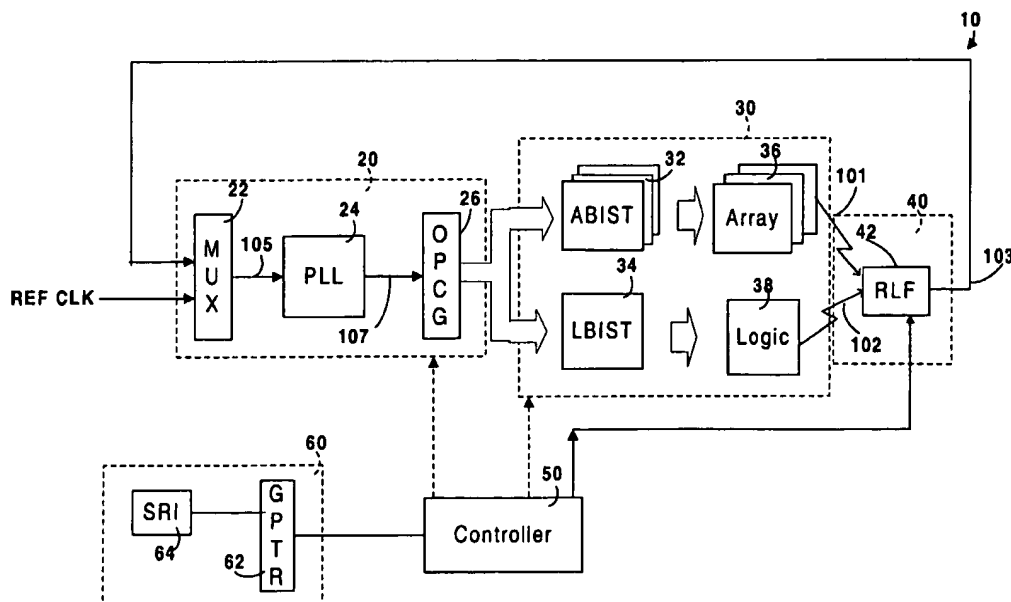 10
30
20
22
24
26
32
36
101
40
MUX
105
PLL
107
OPCG
ABIST
Array
42
103
RLF
REF CLK
34
38
LBIST
Logic
102
60
50
SRI
64
GPTR
62
Controller